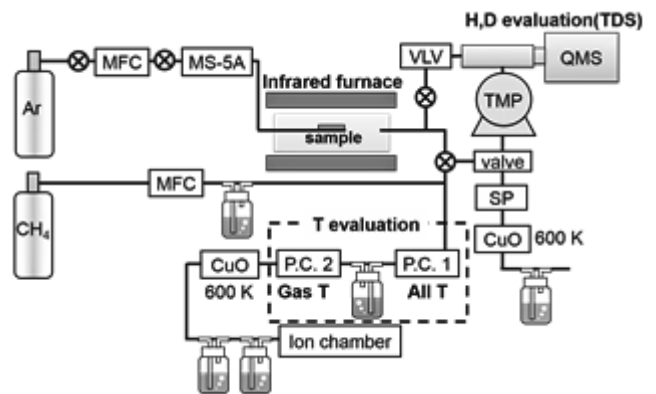 H,D evaluation(TDS)
MFC
MS-5A
VLV
QMS
Infrared furnace
TMP
Ar
sample
valve
MFC
SP
CH₄
T evaluation
CuO
600 K
CuO
P.C. 2
P.C. 1
600 K
Gas T
All T
Ion chamber